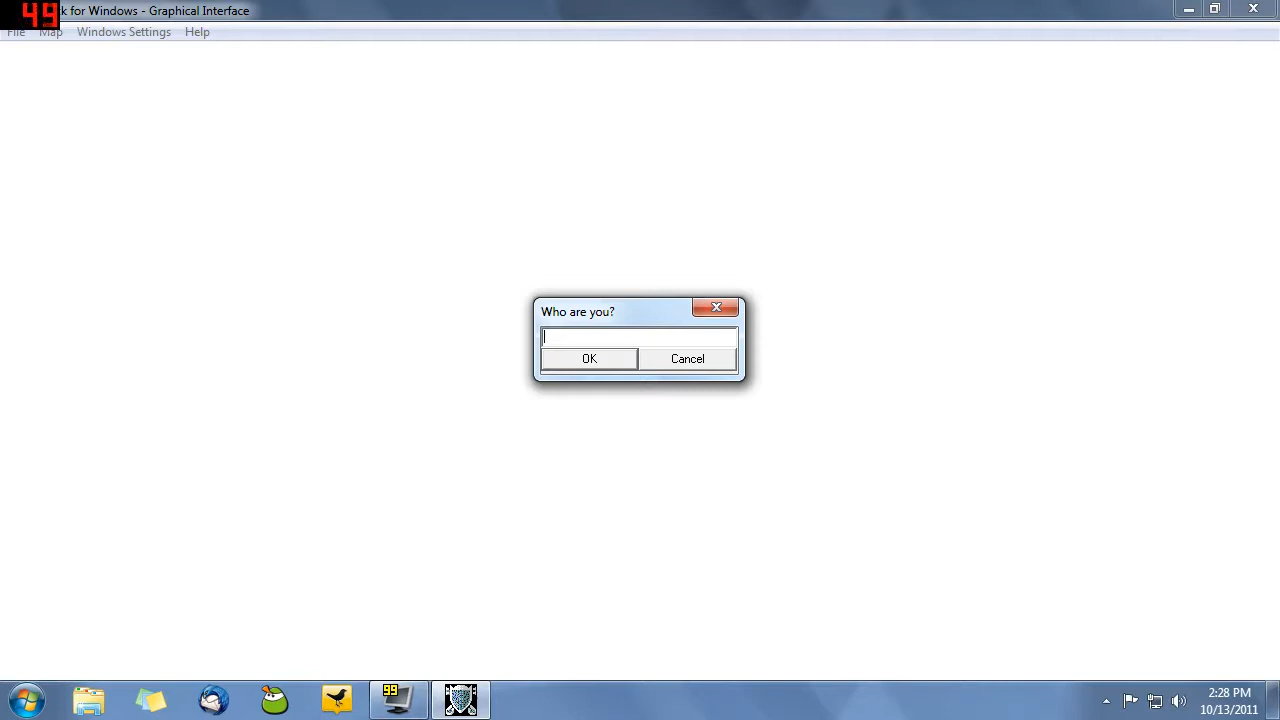 49
k for Windows - Graphical Interface
File Map Windows Settings Help
Who are you?
OK Cancel
99
2:28 PM
10/13/2011